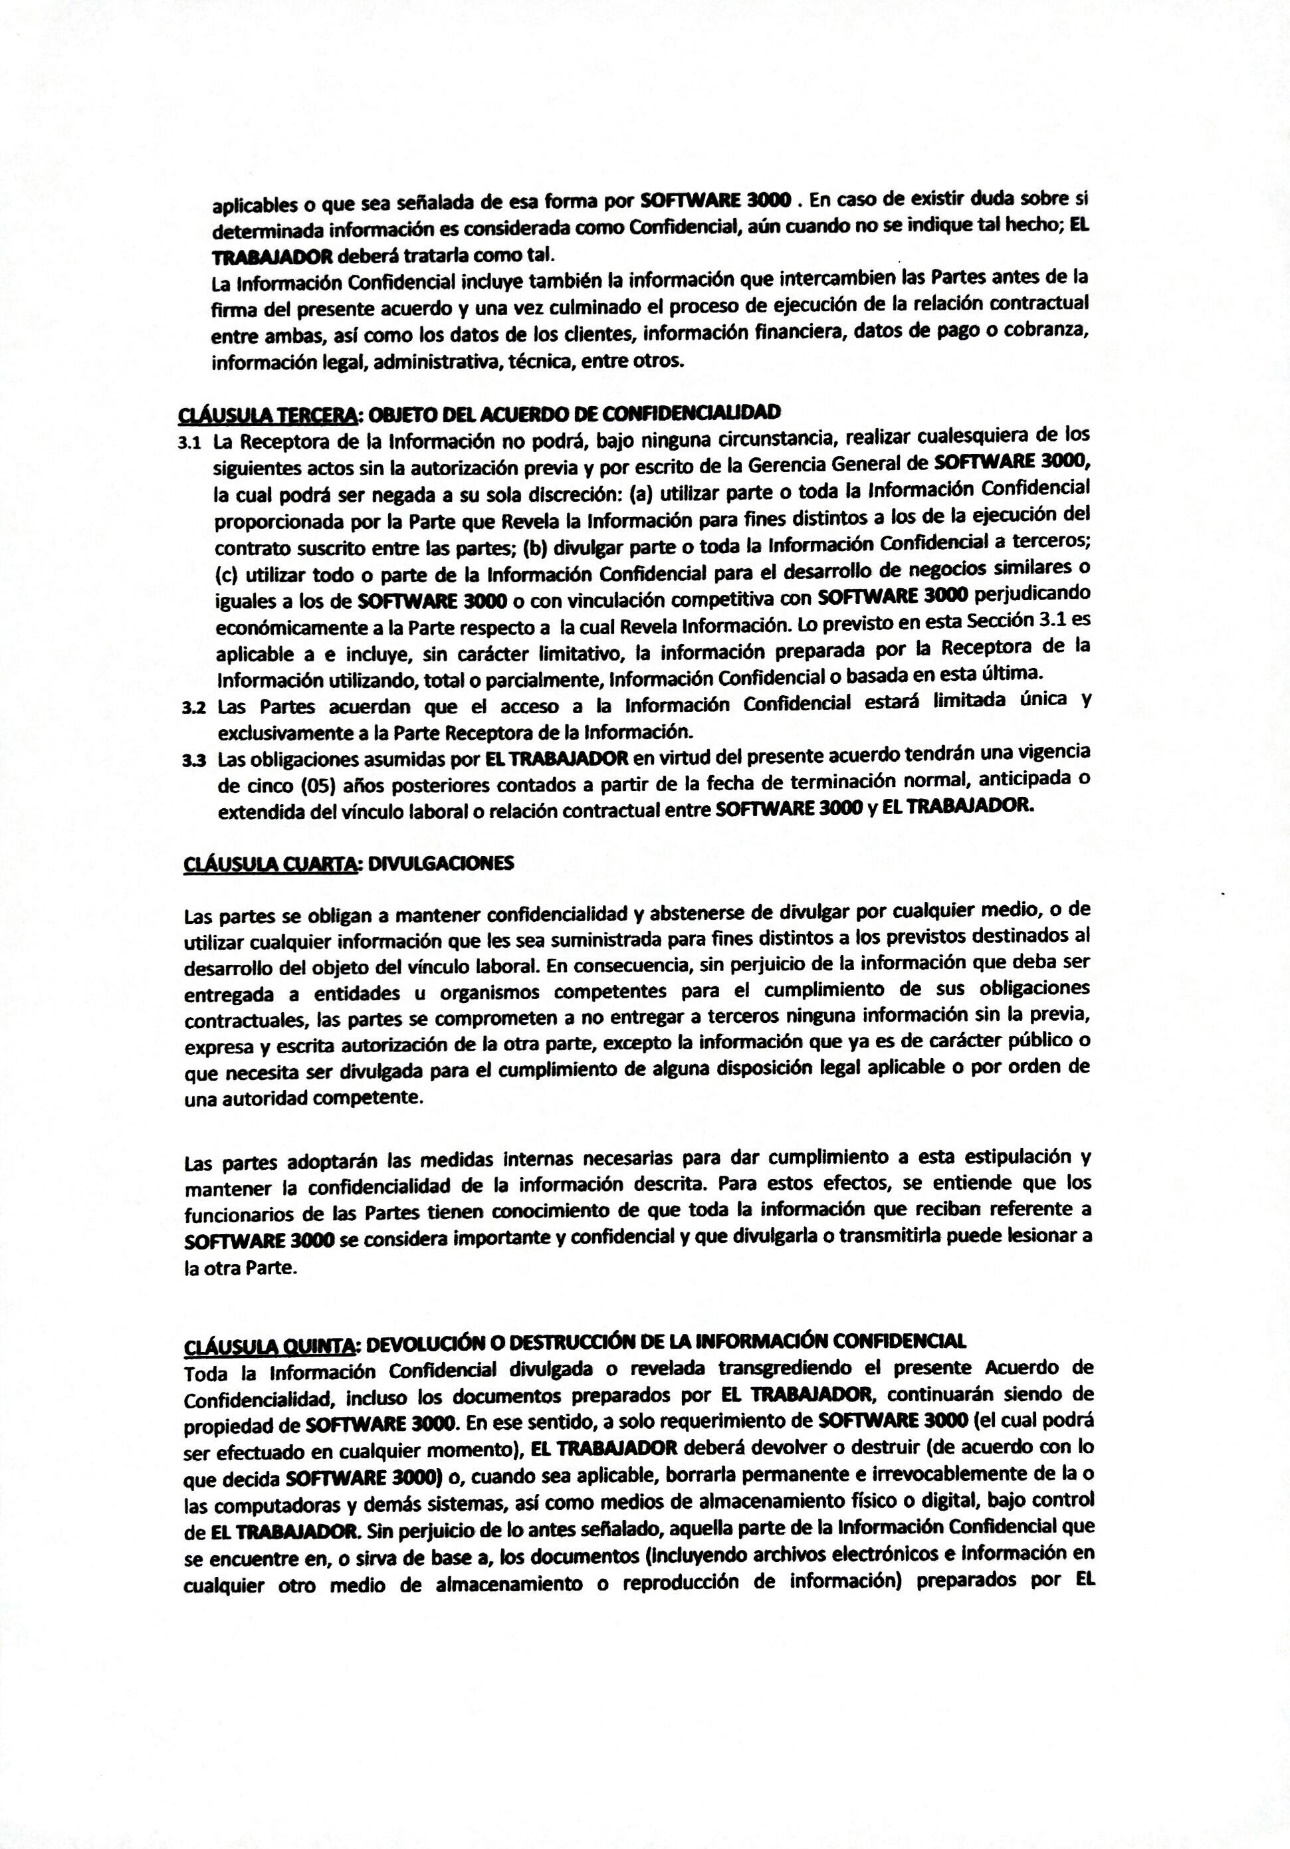 aplicables o que sea señalada de esa forma por SOFTWARE 3000 . En caso de existir duda sobre si
determinada información es considerada como Confidencial, aún cuando no se indique tal hecho; EL
TRABAJADOR deberá tratarla como tal.
La Información Confidencial incluye también la información que intercambien las Partes antes de la
firma del presente acuerdo y una vez culminado el proceso de ejecución de la relación contractual
entre ambas, así como los datos de los clientes, información financiera, datos de pago o cobranza,
información legal, administrativa, técnica, entre otros.
CLÁUSULA TERCERA: OBJETO DEL ACUERDO DE CONFIDENCIALIDAD
3.1 La Receptora de la Información no podrá, bajo ninguna circunstancia, realizar cualesquiera de los
siguientes actos sin la autorización previa y por escrito de la Gerencia General de SOFTWARE 3000,
la cual podrá ser negada a su sola discreción: (a) utilizar parte o toda la Información Confidencial
proporcionada por la Parte que Revela la Información para fines distintos a los de la ejecución del
contrato suscrito entre las partes; (b) divulgar parte o toda la Información Confidencial a terceros;
(c) utilizar todo o parte de la Información Confidencial para el desarrollo de negocios similares o
iguales a los de SOFTWARE 3000 o con vinculación competitiva con SOFTWARE 3000 perjudicando
económicamente a la Parte respecto a la cual Revela Información. Lo previsto en esta Sección 3.1 es
aplicable a e incluye, sin carácter limitativo, la información preparada por la Receptora de la
Información utilizando, total o parcialmente, Información Confidencial o basada en esta última.
3.2 Las Partes acuerdan que el acceso a la Información Confidencial estará limitada única y
exclusivamente a la Parte Receptora de la Información.
3.3 Las obligaciones asumidas por EL TRABAJADOR en virtud del presente acuerdo tendrán una vigencia
de cinco (05) años posteriores contados a partir de la fecha de terminación normal, anticipada o
extendida del vínculo laboral o relación contractual entre SOFTWARE 3000 y EL TRABAJADOR.
CLÁUSULA CUARTA: DIVULGACIONES
Las partes se obligan a mantener confidencialidad y abstenerse de divulgar por cualquier medio, o de
utilizar cualquier información que les sea suministrada para fines distintos a los previstos destinados al
desarrollo del objeto del vínculo laboral. En consecuencia, sin perjuicio de la información que deba ser
entregada a entidades u organismos competentes para el cumplimiento de sus obligaciones
contractuales, las partes se comprometen a no entregar a terceros ninguna información sin la previa,
expresa y escrita autorización de la otra parte, excepto la información que ya es de carácter público o
que necesita ser divulgada para el cumplimiento de alguna disposición legal aplicable o por orden de
una autoridad competente.
Las partes adoptarán las medidas internas necesarias para dar cumplimiento a esta estipulación y
mantener la confidencialidad de la información descrita. Para estos efectos, se entiende que los
funcionarios de las Partes tienen conocimiento de que toda la información que reciban referente a
SOFTWARE 3000 se considera importante y confidencial y que divulgarla o transmitirla puede lesionar a
la otra Parte.
CLÁUSULA QUINTA: DEVOLUCIÓN O DESTRUCCIÓN DE LA INFORMACIÓN CONFIDENCIAL
Toda la Información Confidencial divulgada o revelada transgrediendo el presente Acuerdo de
Confidencialidad, incluso los documentos preparados por EL TRABAJADOR, continuarán siendo de
propiedad de SOFTWARE 3000. En ese sentido, a solo requerimiento de SOFTWARE 3000 (el cual podrá
ser efectuado en cualquier momento), EL TRABAJADOR deberá devolver o destruir (de acuerdo con lo
que decida SOFTWARE 3000) o, cuando sea aplicable, borrarla permanente e irrevocablemente de la o
las computadoras y demás sistemas, así como medios de almacenamiento físico o digital, bajo control
de EL TRABAJADOR. Sin perjuicio de lo antes señalado, aquella parte de la Información Confidencial que
se encuentre en, o sirva de base a, los documentos (incluyendo archivos electrónicos e información en
cualquier otro medio de almacenamiento o reproducción de información) preparados por EL